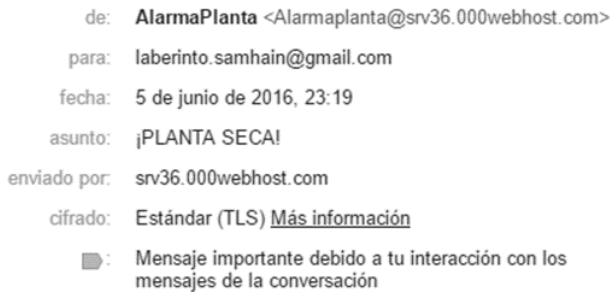 de: AlarmaPlanta <Alarmaplanta@srv36.000webhost.com>
para: laberinto.samhain@gmail.com
fecha: 5 de junio de 2016, 23:19
asunto: ¡PLANTA SECA!
enviado por: srv36.000webhost.com
cifrado: Estándar (TLS) Más información
: Mensaje importante debido a tu interacción con los
mensajes de la conversación